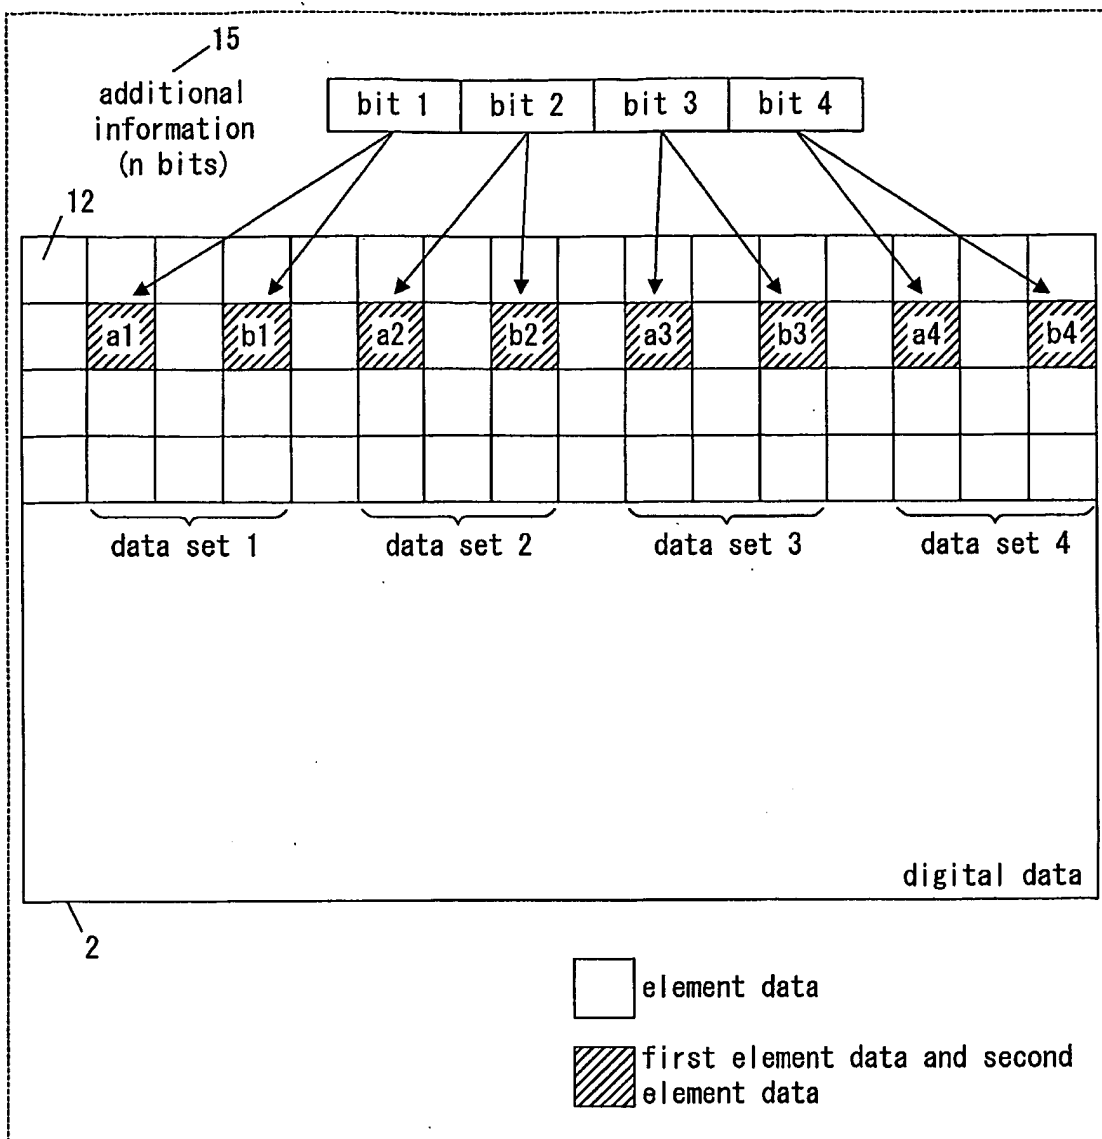 15
additional
information
(n bits)
bit 1 bit 2 bit 3 bit 4
12
a1 b1 a2 b2 a3 b3 a4 b4
data set 1 data set 2 data set 3 data set 4
digital data
2
element data
first element data and second
element data